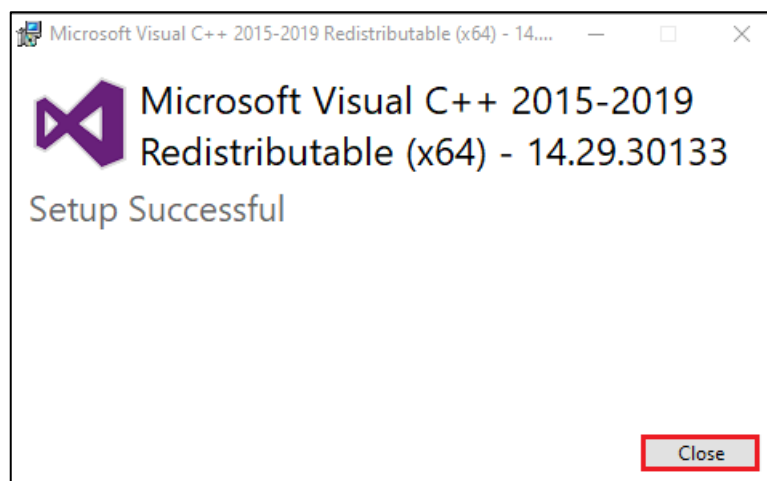 Microsoft Visual C++ 2015-2019 Redistributable (x64) - 14....
Microsoft Visual C++ 2015-2019
Redistributable (x64) - 14.29.30133
Setup Successful
Close